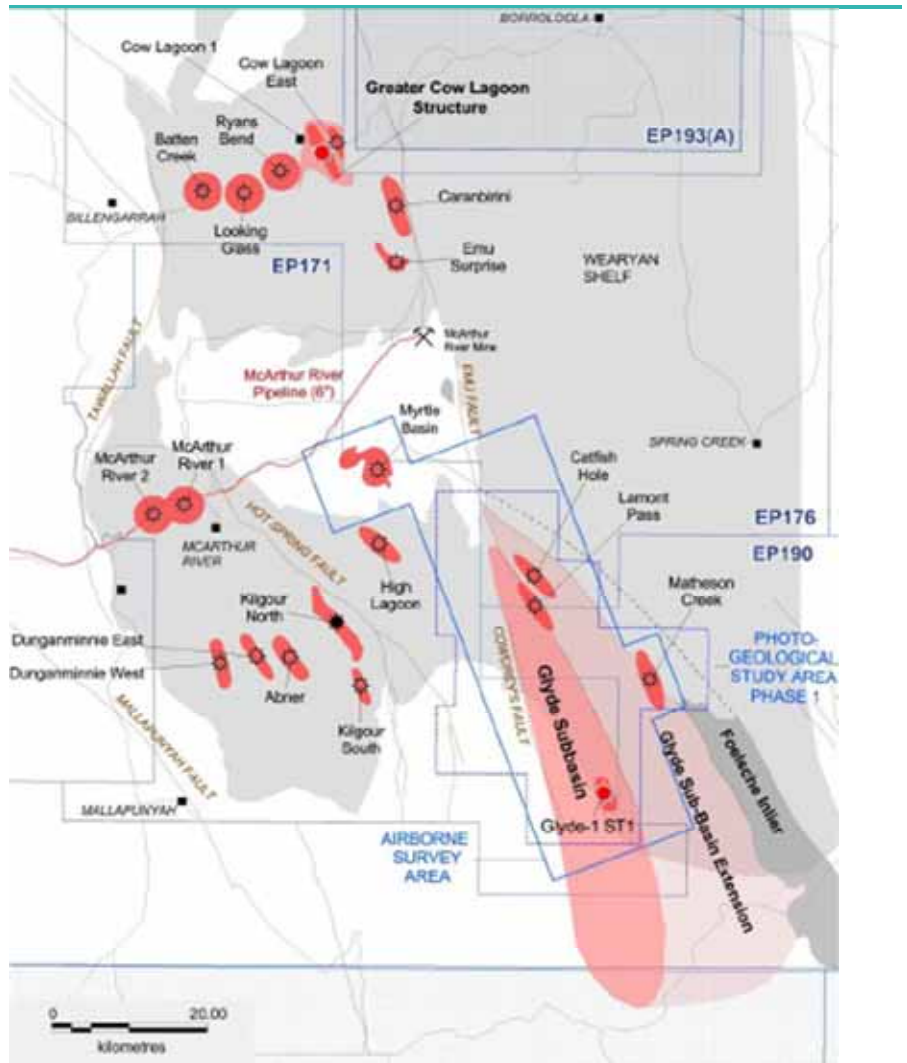 BORROLOOLA
Cow Lagoon 1
Cow Lagoon
East
Greater Cow Lagoon
Structure
Ryans
Bend
Batten
Creek
EP193(A)
Caranbirini
BILLENGARRAH
Looking
Glass
Emu
Surprise
EP171
WEARYAN
SHELF
TAWALLAH FAULT
McArthur
River Mine
McArthur River
Pipeline (6")
EMU FAULT
Myrtle
Basin
SPRING CREEK
McArthur
River 1
McArthur
River 2
Catfish
Hole
Lamont
Pass
HOT SPRING FAULT
EP176
MCARTHUR
RIVER
EP190
High
Lagoon
Matheson
Creek
Kilgour
North
Dunganminnie East
Dunganminnie West
Abner
Kilgour
South
COWDREY'S FAULT
PHOTO-
GEOLOGICAL
STUDY AREA
PHASE 1
MALLAPUNYAH FAULT
Glyde Subbasin
Glyde Sub-Basin Extension
Foelsche Inlier
MALLAPUNYAH
Glyde-1 ST1
AIRBORNE
SURVEY
AREA
0 20.00
kilometres